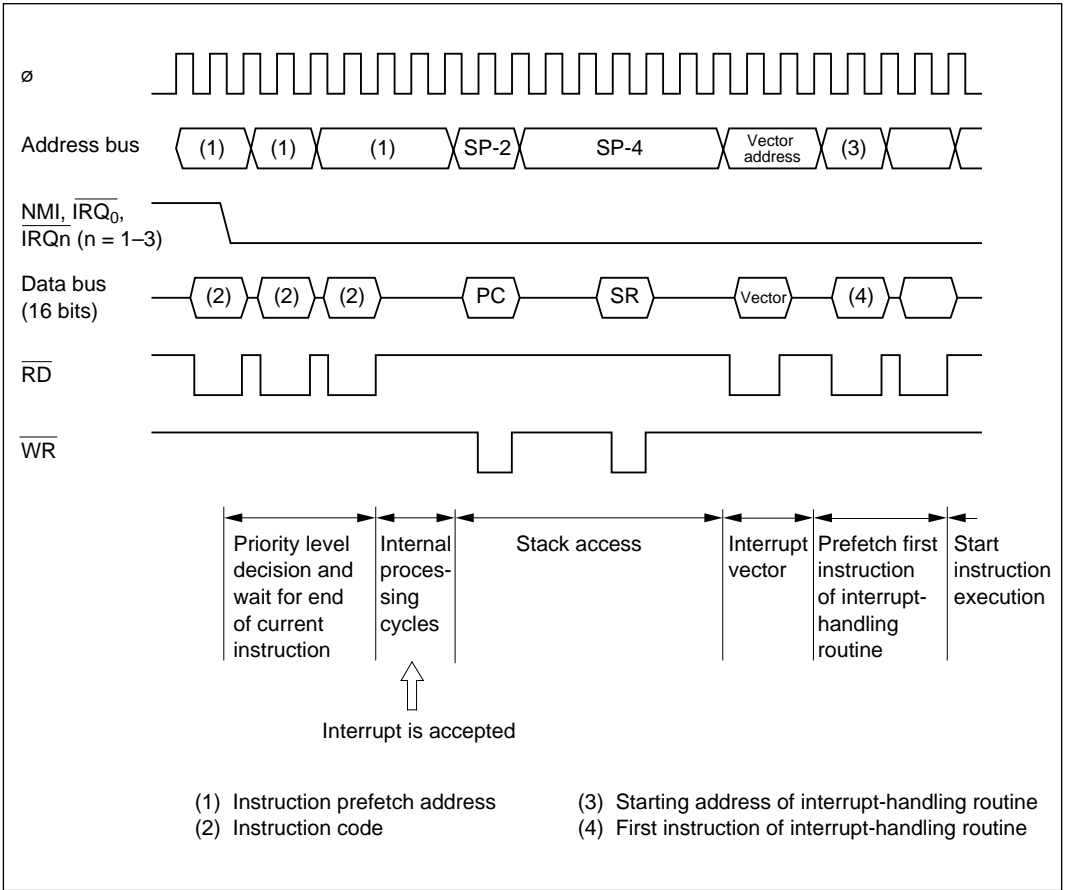 ø
Address bus (1) (1) (1) SP-2 SP-4 Vector address (3)
NMI, IRQ0,
IRQn (n = 1–3)
Data bus
(16 bits) (2) (2) (2) PC SR Vector (4)
RD
WR
Priority level
decision and
wait for end
of current
instruction
Internal
proces-
sing
cycles
Stack access
Interrupt
vector
Prefetch first
instruction
of interrupt-
handling
routine
Start
instruction
execution
Interrupt is accepted
(1) Instruction prefetch address
(2) Instruction code
(3) Starting address of interrupt-handling routine
(4) First instruction of interrupt-handling routine